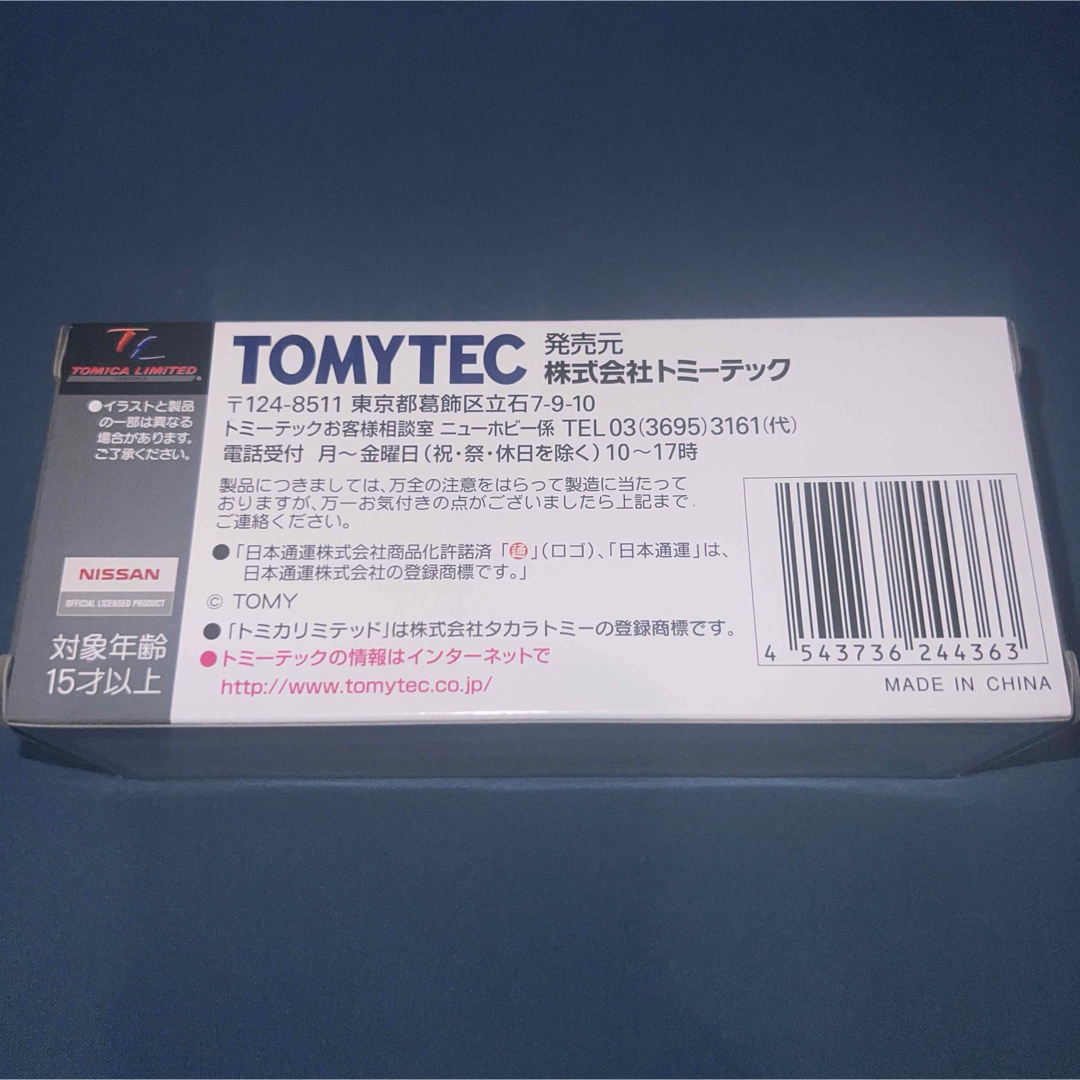 TL
TOMICA LIMITED
●イラストと製品
の一部は異なる
場合があります。
ご了承ください。
NISSAN
OFFICIAL LICENSED PRODUCT
対象年齢
15才以上
TOMYTEC 発売元
株式会社トミーテック
〒124-8511 東京都葛飾区立石7-9-10
トミーテックお客様相談室 ニューホビー係 TEL 03(3695)3161(代)
電話受付 月～金曜日(祝・祭・休日を除く)10～17時
製品につきましては、万全の注意をはらって製造に当たって
おりますが、万一お気付きの点がございましたら上記まで
ご連絡ください。
●「日本通運株式会社商品化許諾済「通」(ロゴ)、「日本通運」は、
日本通運株式会社の登録商標です。」
© TOMY
●「トミカリミテッド」は株式会社タカラトミーの登録商標です。
●トミーテックの情報はインターネットで
http://www.tomytec.co.jp/
4 543736 244363
MADE IN CHINA